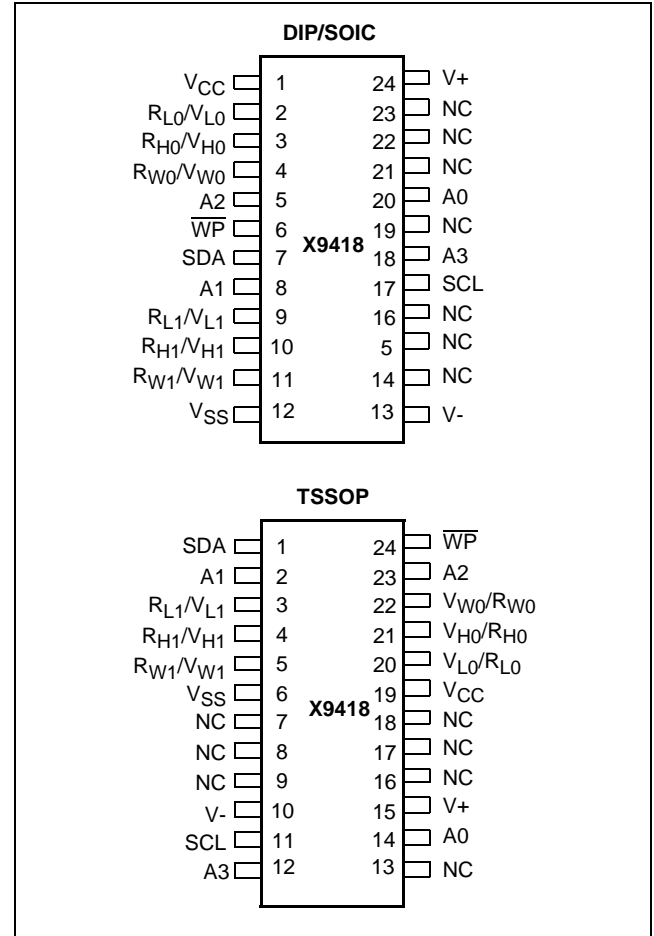 DIP/SOIC
VCC 1 24 V+
RL0/VL0 2 23 NC
RH0/VH0 3 22 NC
RW0/VW0 4 21 NC
A2 5 20 A0
WP 6 19 NC
X9418
SDA 7 18 A3
A1 8 17 SCL
RL1/VL1 9 16 NC
RH1/VH1 10 5 NC
RW1/VW1 11 14 NC
VSS 12 13 V-
TSSOP
SDA 1 24 WP
A1 2 23 A2
RL1/VL1 3 22 VW0/RW0
RH1/VH1 4 21 VH0/RH0
RW1/VW1 5 20 VL0/RL0
VSS 6 19 VCC
X9418
NC 7 18 NC
NC 8 17 NC
NC 9 16 NC
V- 10 15 V+
SCL 11 14 A0
A3 12 13 NC